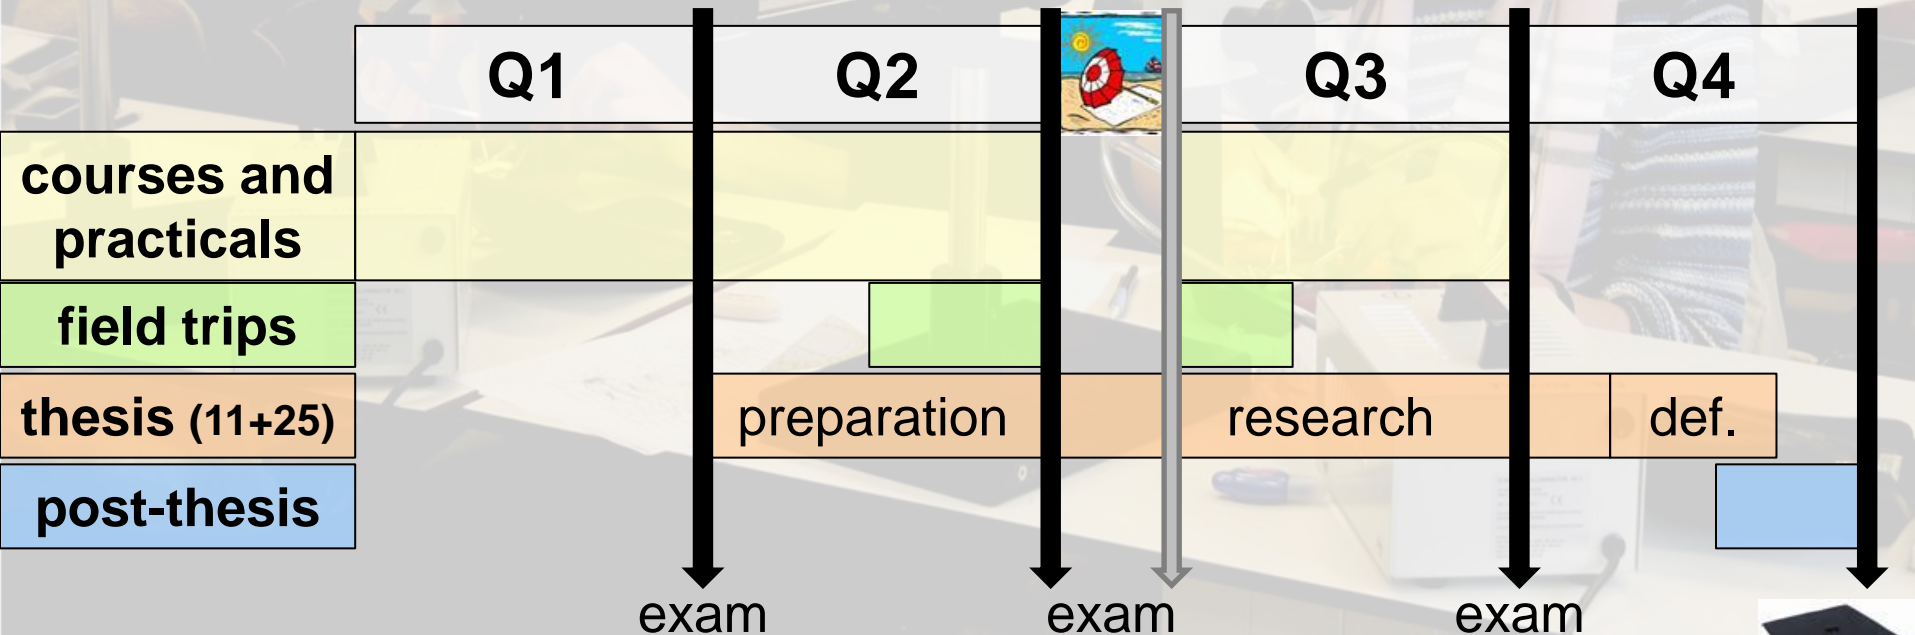 Q1
Q2
Q3
Q4
courses and
practicals
field trips
thesis (11+25)
preparation
research
def.
post-thesis
exam
exam
exam